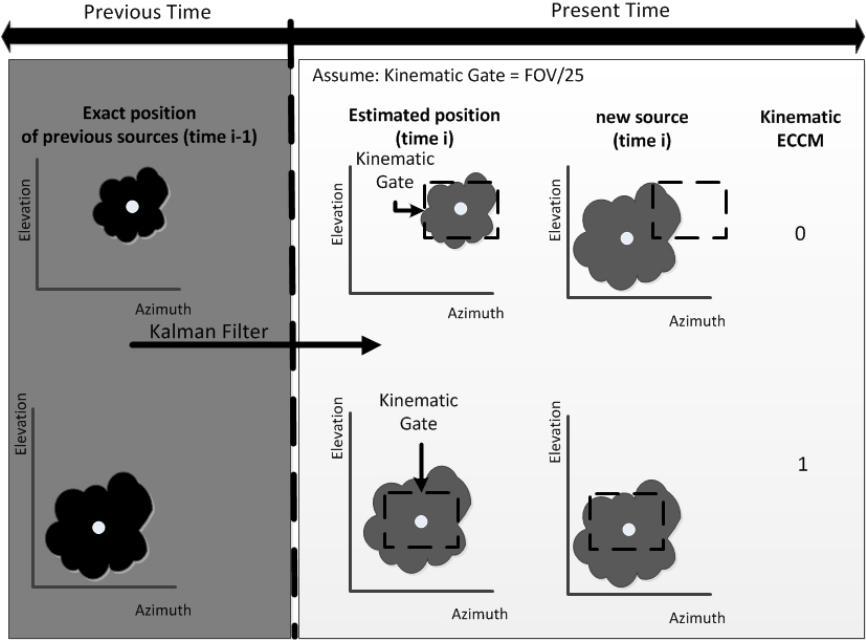 Previous Time
Present Time
Assume: Kinematic Gate = FOV/25
Exact position
of previous sources (time i-1)
Estimated position
(time i)
new source
(time i)
Kinematic
ECCM
Elevation
Azimuth
Kinematic
Gate
Elevation
Azimuth
Elevation
Azimuth
0
Kalman Filter
Elevation
Azimuth
Kinematic
Gate
Elevation
Azimuth
Elevation
Azimuth
1